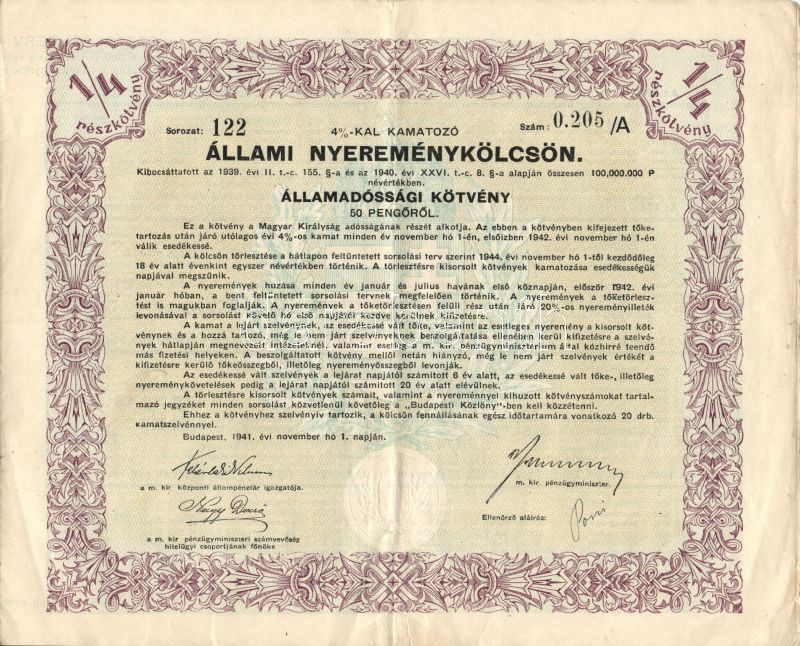 1/4
részkötvény
1/4
részkötvény
Sorozat: 122
4%-KAL KAMATOZÓ
Szám: 0.205/A
ÁLLAMI NYEREMÉNYKÖLCSÖN.
Kibocsáttatott az 1939. évi II. t.-c. 155. §-a és az 1940. évi XXVI. t.-c. 8. §-a alapján összesen 100,000.000 P
névértékben.
ÁLLAMADÓSSÁGI KÖTVÉNY
50 PENGŐRŐL.
Ez a kötvény a Magyar Királyság adósságának részét alkotja. Az ebben a kötvényben kifejezett tőke-
tartozás után járó utólagos évi 4%-os kamat minden év november hó 1-én, elsőizben 1942. évi november hó 1-én
válik esedékessé.
A kölcsön törlesztése a hátlapon feltüntetett sorsolási terv szerint 1944. évi november hó 1-től kezdődőleg
18 év alatt évenkint egyszer névértékben történik. A törlesztésre kisorsolt kötvények kamatozása esedékességük
napjával megszűnik.
A nyeremények huzása minden év január és julius havának első köznapján, először 1942. évi
január hóban, a bent feltüntetett sorsolási tervnek megfelelően történik. A nyeremények a tőketörlesz-
tést is magukban foglalják. A nyeremények a tőketörlesztésen felüli rész után járó 20%-os nyereményilleték
levonásával a sorsolást követő hó első napjától kezdve kerülnek kifizetésre.
A kamat a lejárt szelvénynek, az esedékessé vált tőke, valamint az esetleges nyeremény a kisorsolt köt-
vénynek és a hozzá tartozó, még le nem járt szelvényeknek beszolgáltatása ellenében kerül kifizetésre a szelvé-
nyek hátlapján megnevezett intézeteknél, valamint esetleg a m. kir. pénzügyminiszterium által közhirré teendő
más fizetési helyeken. A beszolgáltatott kötvény mellől netán hiányzó, még le nem járt szelvények értékét a
kifizetésre kerülő tőkeösszegből, illetőleg nyereményösszegből levonják.
Az esedékessé vált szelvények a lejárat napjától számitott 6 év alatt, az esedékessé vált tőke-, illetőleg
nyereménykövetelések pedig a lejárat napjától számitott 20 év alatt elévülnek.
A törlesztésre kisorsolt kötvények számait, valamint a nyereménnyel kihuzott kötvényszámokat tartal-
mazó jegyzéket minden sorsolást közvetlenül követőleg a „Budapesti Közlöny"-ben kell közzétenni.
Ehhez a kötvényhez szelvényiv tartozik, a kölcsön fennállásának egész időtartamára vonatkozó 20 drb.
kamatszelvénnyel.
Budapest, 1941. évi november hó 1. napján.
a m. kir központi állampénztár igazgatója.
m. kir. pénzügyminiszter.
Ellenőrző aláirás:
a m. kir pénzügyminiszteri számvevőség
hitelügyi csoportjának főnöke.